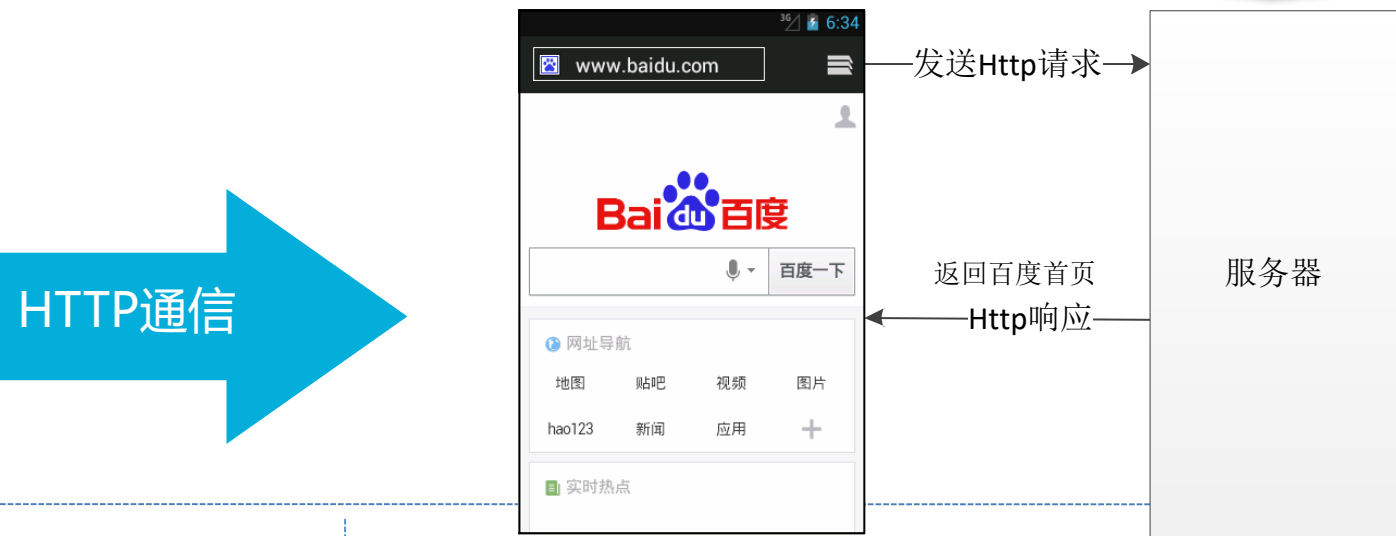 3G 6:34
www.baidu.com
发送Http请求
Bai du 百度
百度一下
返回百度首页
Http响应
服务器
HTTP通信
网址导航
地图 贴吧 视频 图片
hao123 新闻 应用
实时热点